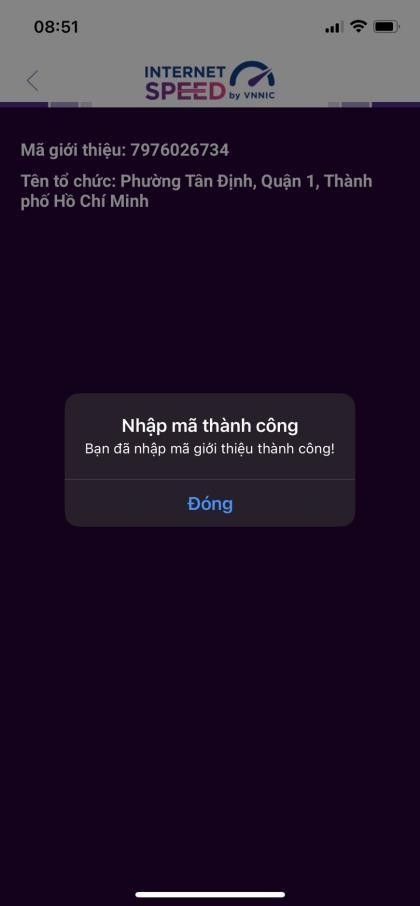 08:51
INTERNET
SPEED by VNNIC
Mã giới thiệu: 7976026734
Tên tổ chức: Phường Tân Định, Quận 1, Thành
phố Hồ Chí Minh
Nhập mã thành công
Bạn đã nhập mã giới thiệu thành công!
Đóng